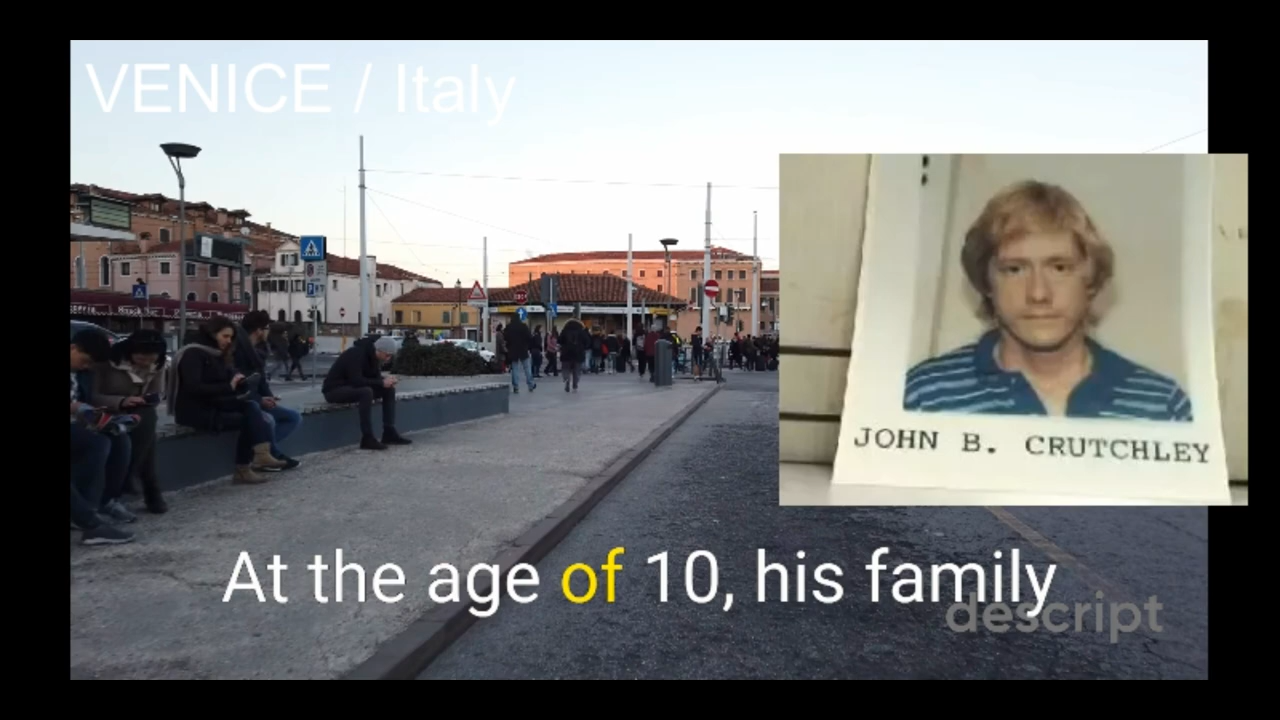 VENICE / Italy
JOHN B. CRUTCHLEY
At the age of 10, his family
descript